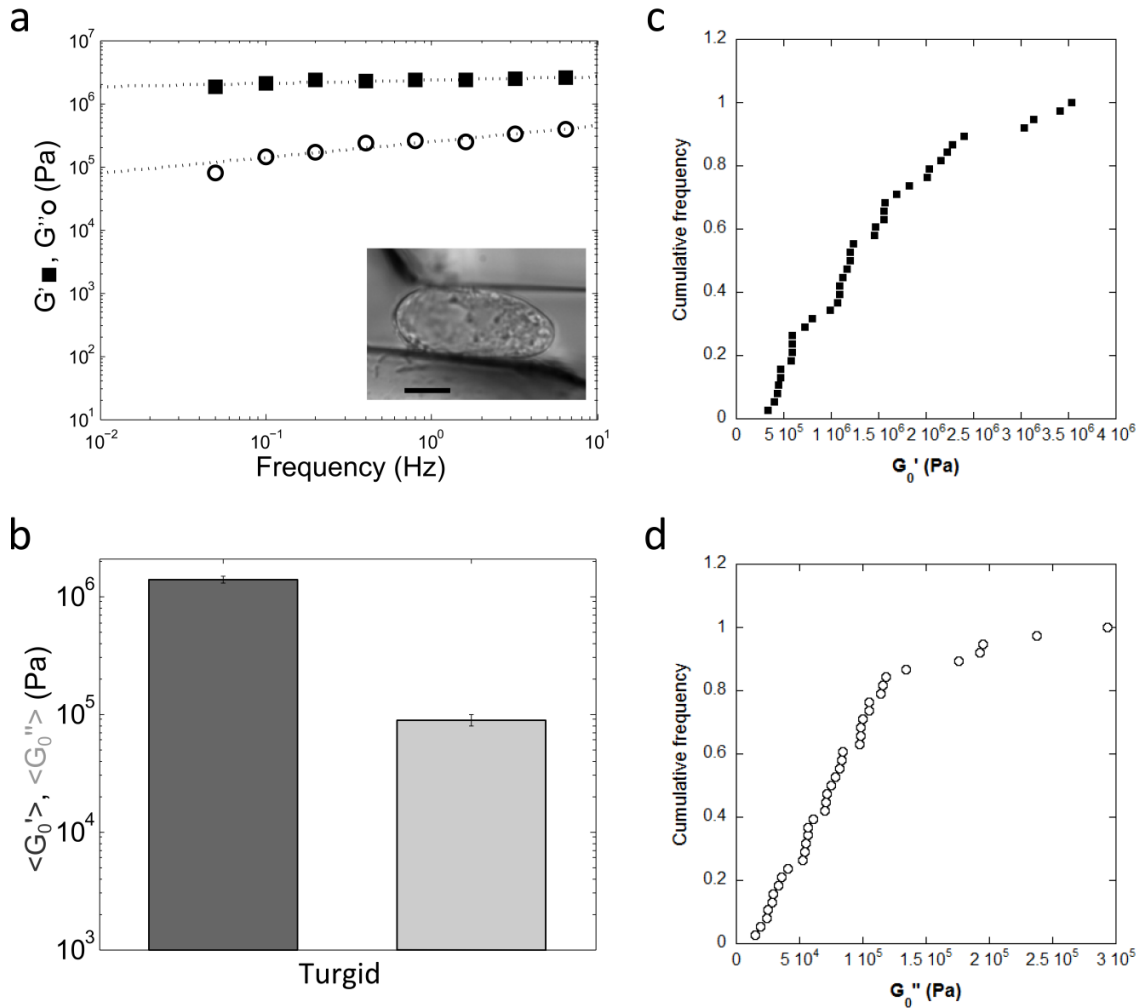 a
10^7
10^6
10^5
10^4
10^3
10^2
10^1
G' ■, G''o (Pa)
10^-2 10^-1 10^0 10^1
Frequency (Hz)
b
10^6
10^5
10^4
10^3
<G_0'>, <G_0''> (Pa)
Turgid
c
1.2
1
0.8
0.6
0.4
0.2
0
Cumulative frequency
0 5 10^5 1 10^6 1.5 10^6 2 10^6 2.5 10^6 3 10^6 3.5 10^6 4 10^6
G_0' (Pa)
d
1.2
1
0.8
0.6
0.4
0.2
0
Cumulative frequency
0 5 10^4 1 10^5 1.5 10^5 2 10^5 2.5 10^5 3 10^5
G_0'' (Pa)